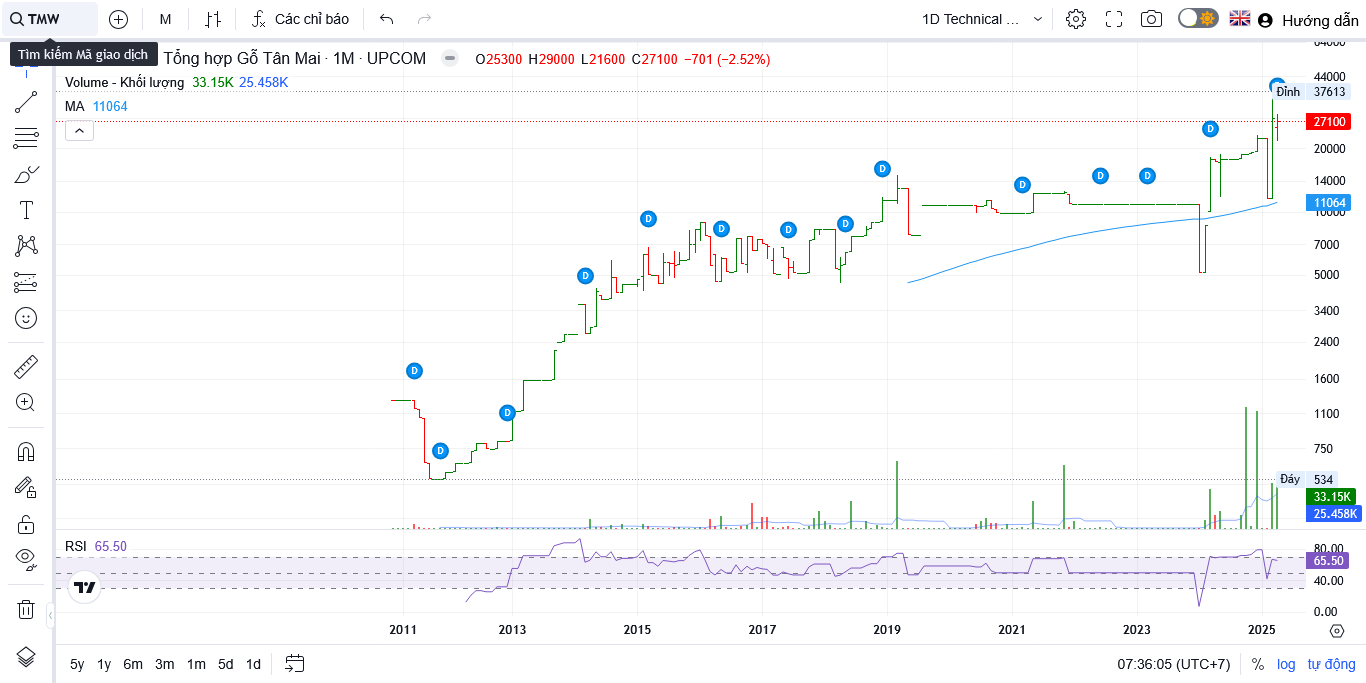 TMW
M
Các chỉ báo
1D Technical ...
Hướng dẫn
Tìm kiếm Mã giao dịch
Tổng hợp Gỗ Tân Mai · 1M · UPCOM
O25300 H29000 L21600 C27100 −701 (−2.52%)
Volume - Khối lượng 33.15K 25.458K
MA 11064
64000
44000
Đỉnh 37613
27100
20000
14000
11064
10000
7000
5000
3400
2400
1600
1100
750
Đáy 534
33.15K
25.458K
D
D
D
D
D
D
D
D
D
D
D
D
D
RSI 65.50
80.00
65.50
40.00
0.00
2011 2013 2015 2017 2019 2021 2023 2025
5y 1y 6m 3m 1m 5d 1d
07:36:05 (UTC+7) % log tự động